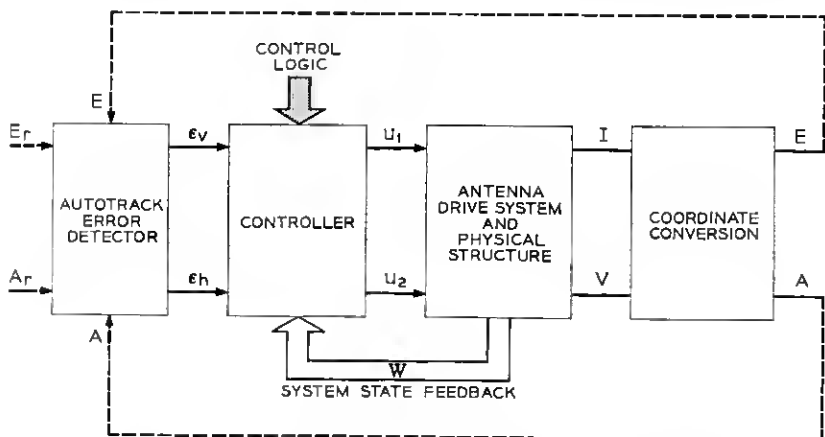 CONTROL
LOGIC
E
Er
εv
u1
I
E
AUTOTRACK
ERROR
DETECTOR
CONTROLLER
ANTENNA
DRIVE SYSTEM
AND
PHYSICAL
STRUCTURE
COORDINATE
CONVERSION
Ar
εh
u2
V
A
A
W
SYSTEM STATE FEEDBACK